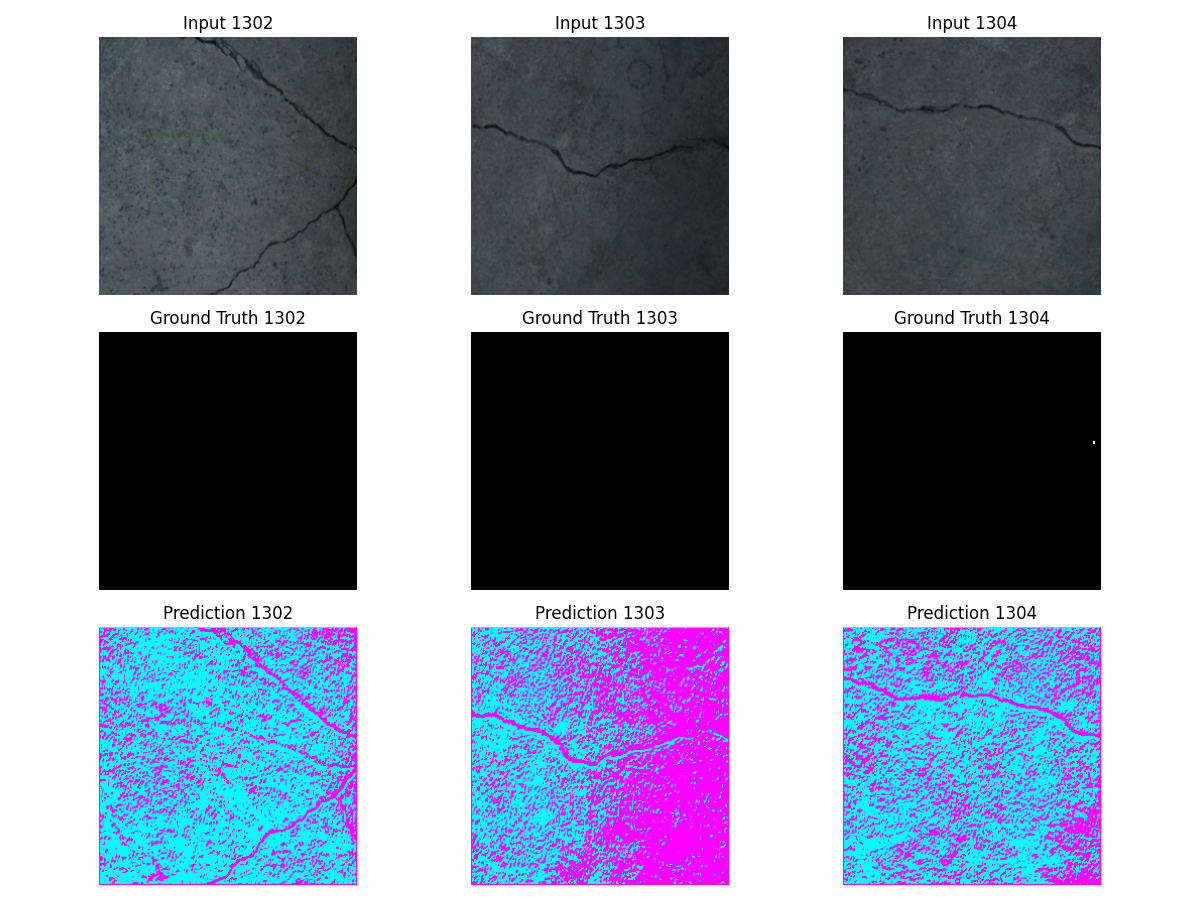 Input 1302
Input 1303
Input 1304
Ground Truth 1302
Ground Truth 1303
Ground Truth 1304
Prediction 1302
Prediction 1303
Prediction 1304